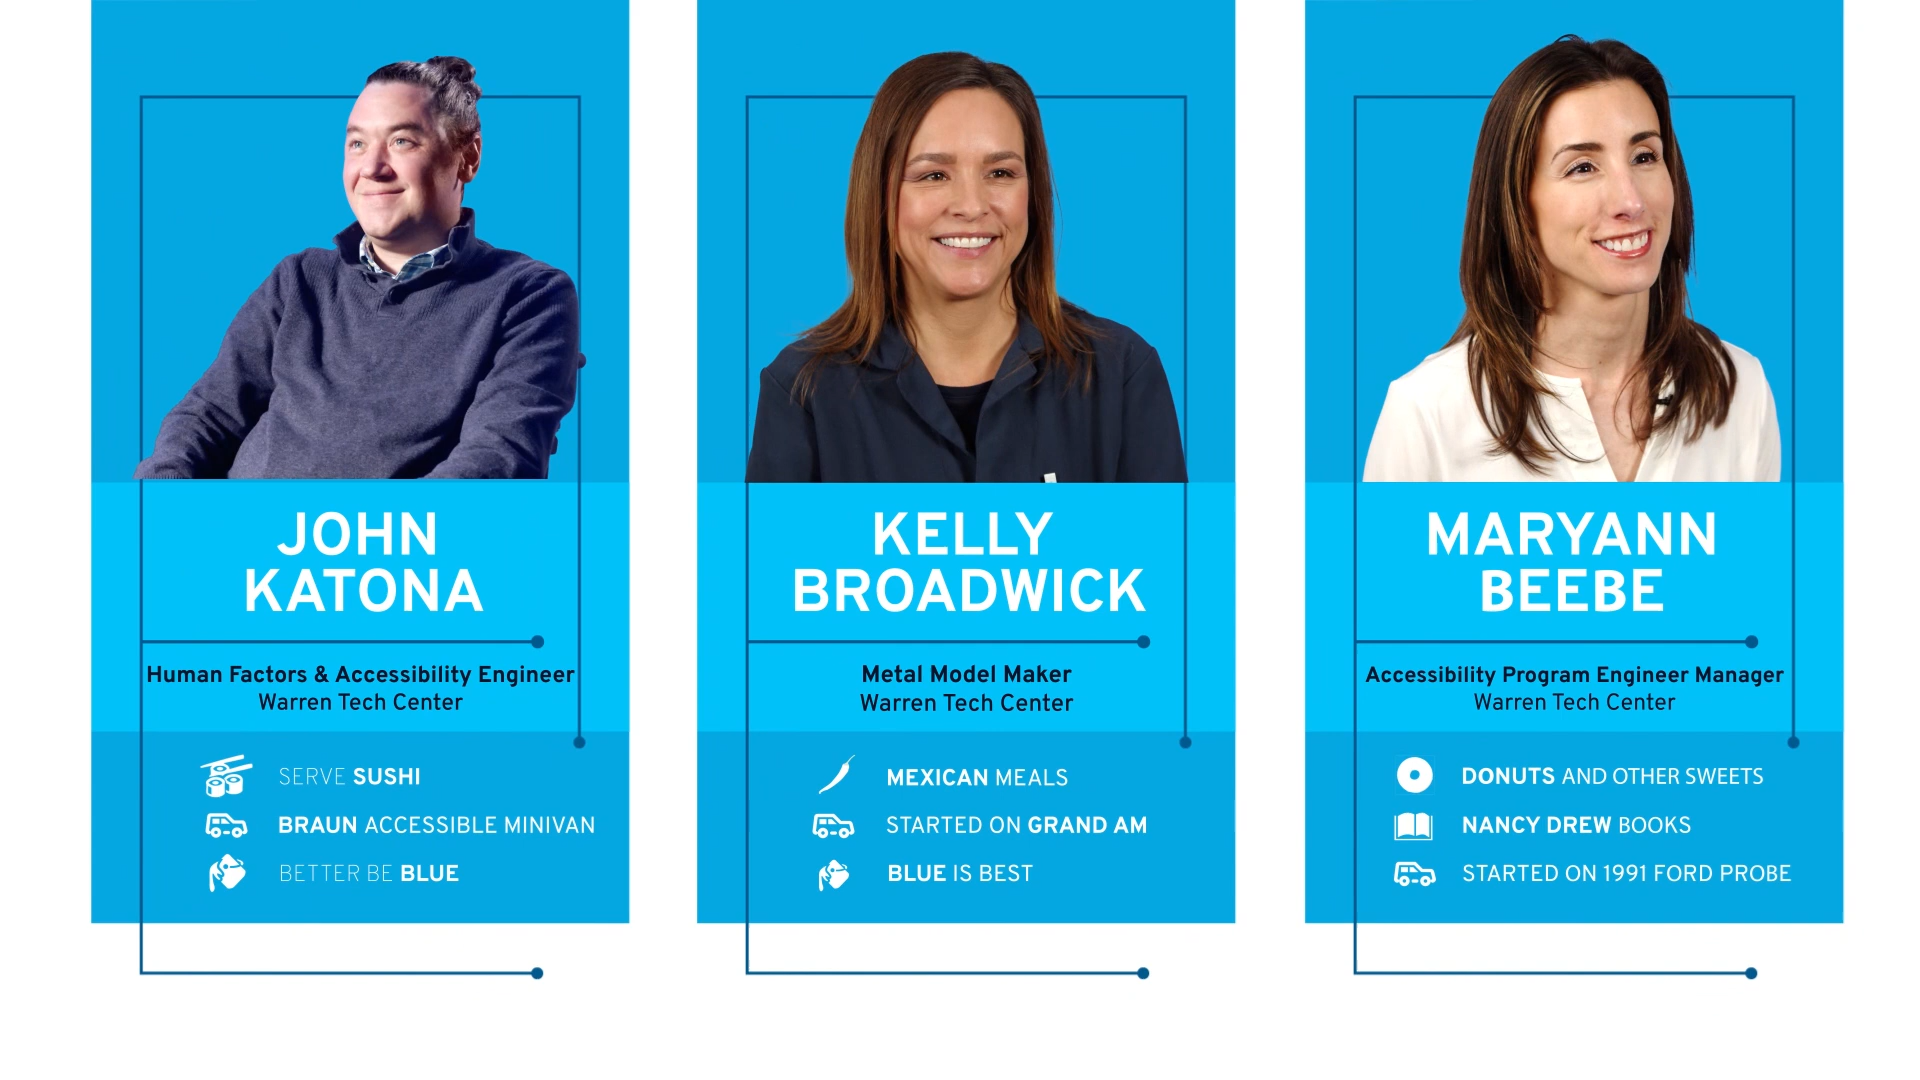 JOHN
KATONA
Human Factors & Accessibility Engineer
Warren Tech Center
SERVE SUSHI
BRAUN ACCESSIBLE MINIVAN
BETTER BE BLUE
KELLY
BROADWICK
Metal Model Maker
Warren Tech Center
MEXICAN MEALS
STARTED ON GRAND AM
BLUE IS BEST
MARYANN
BEEBE
Accessibility Program Engineer Manager
Warren Tech Center
DONUTS AND OTHER SWEETS
NANCY DREW BOOKS
STARTED ON 1991 FORD PROBE